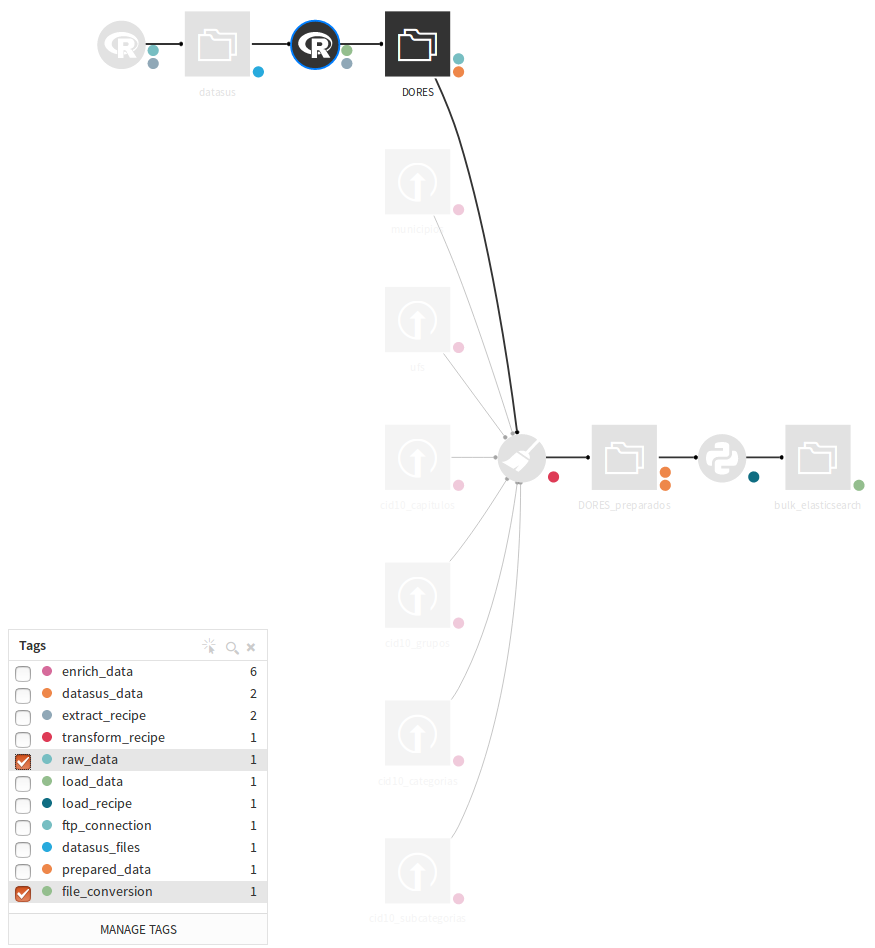 R
datasus
R
DORES
municipios
ufs
cid10_capitulos
DORES_preparados
bulk_elasticsearch
cid10_grupos
cid10_categorias
cid10_subcategorias
Tags
enrich_data 6
datasus_data 2
extract_recipe 2
transform_recipe 1
raw_data 1
load_data 1
load_recipe 1
ftp_connection 1
datasus_files 1
prepared_data 1
file_conversion 1
MANAGE TAGS